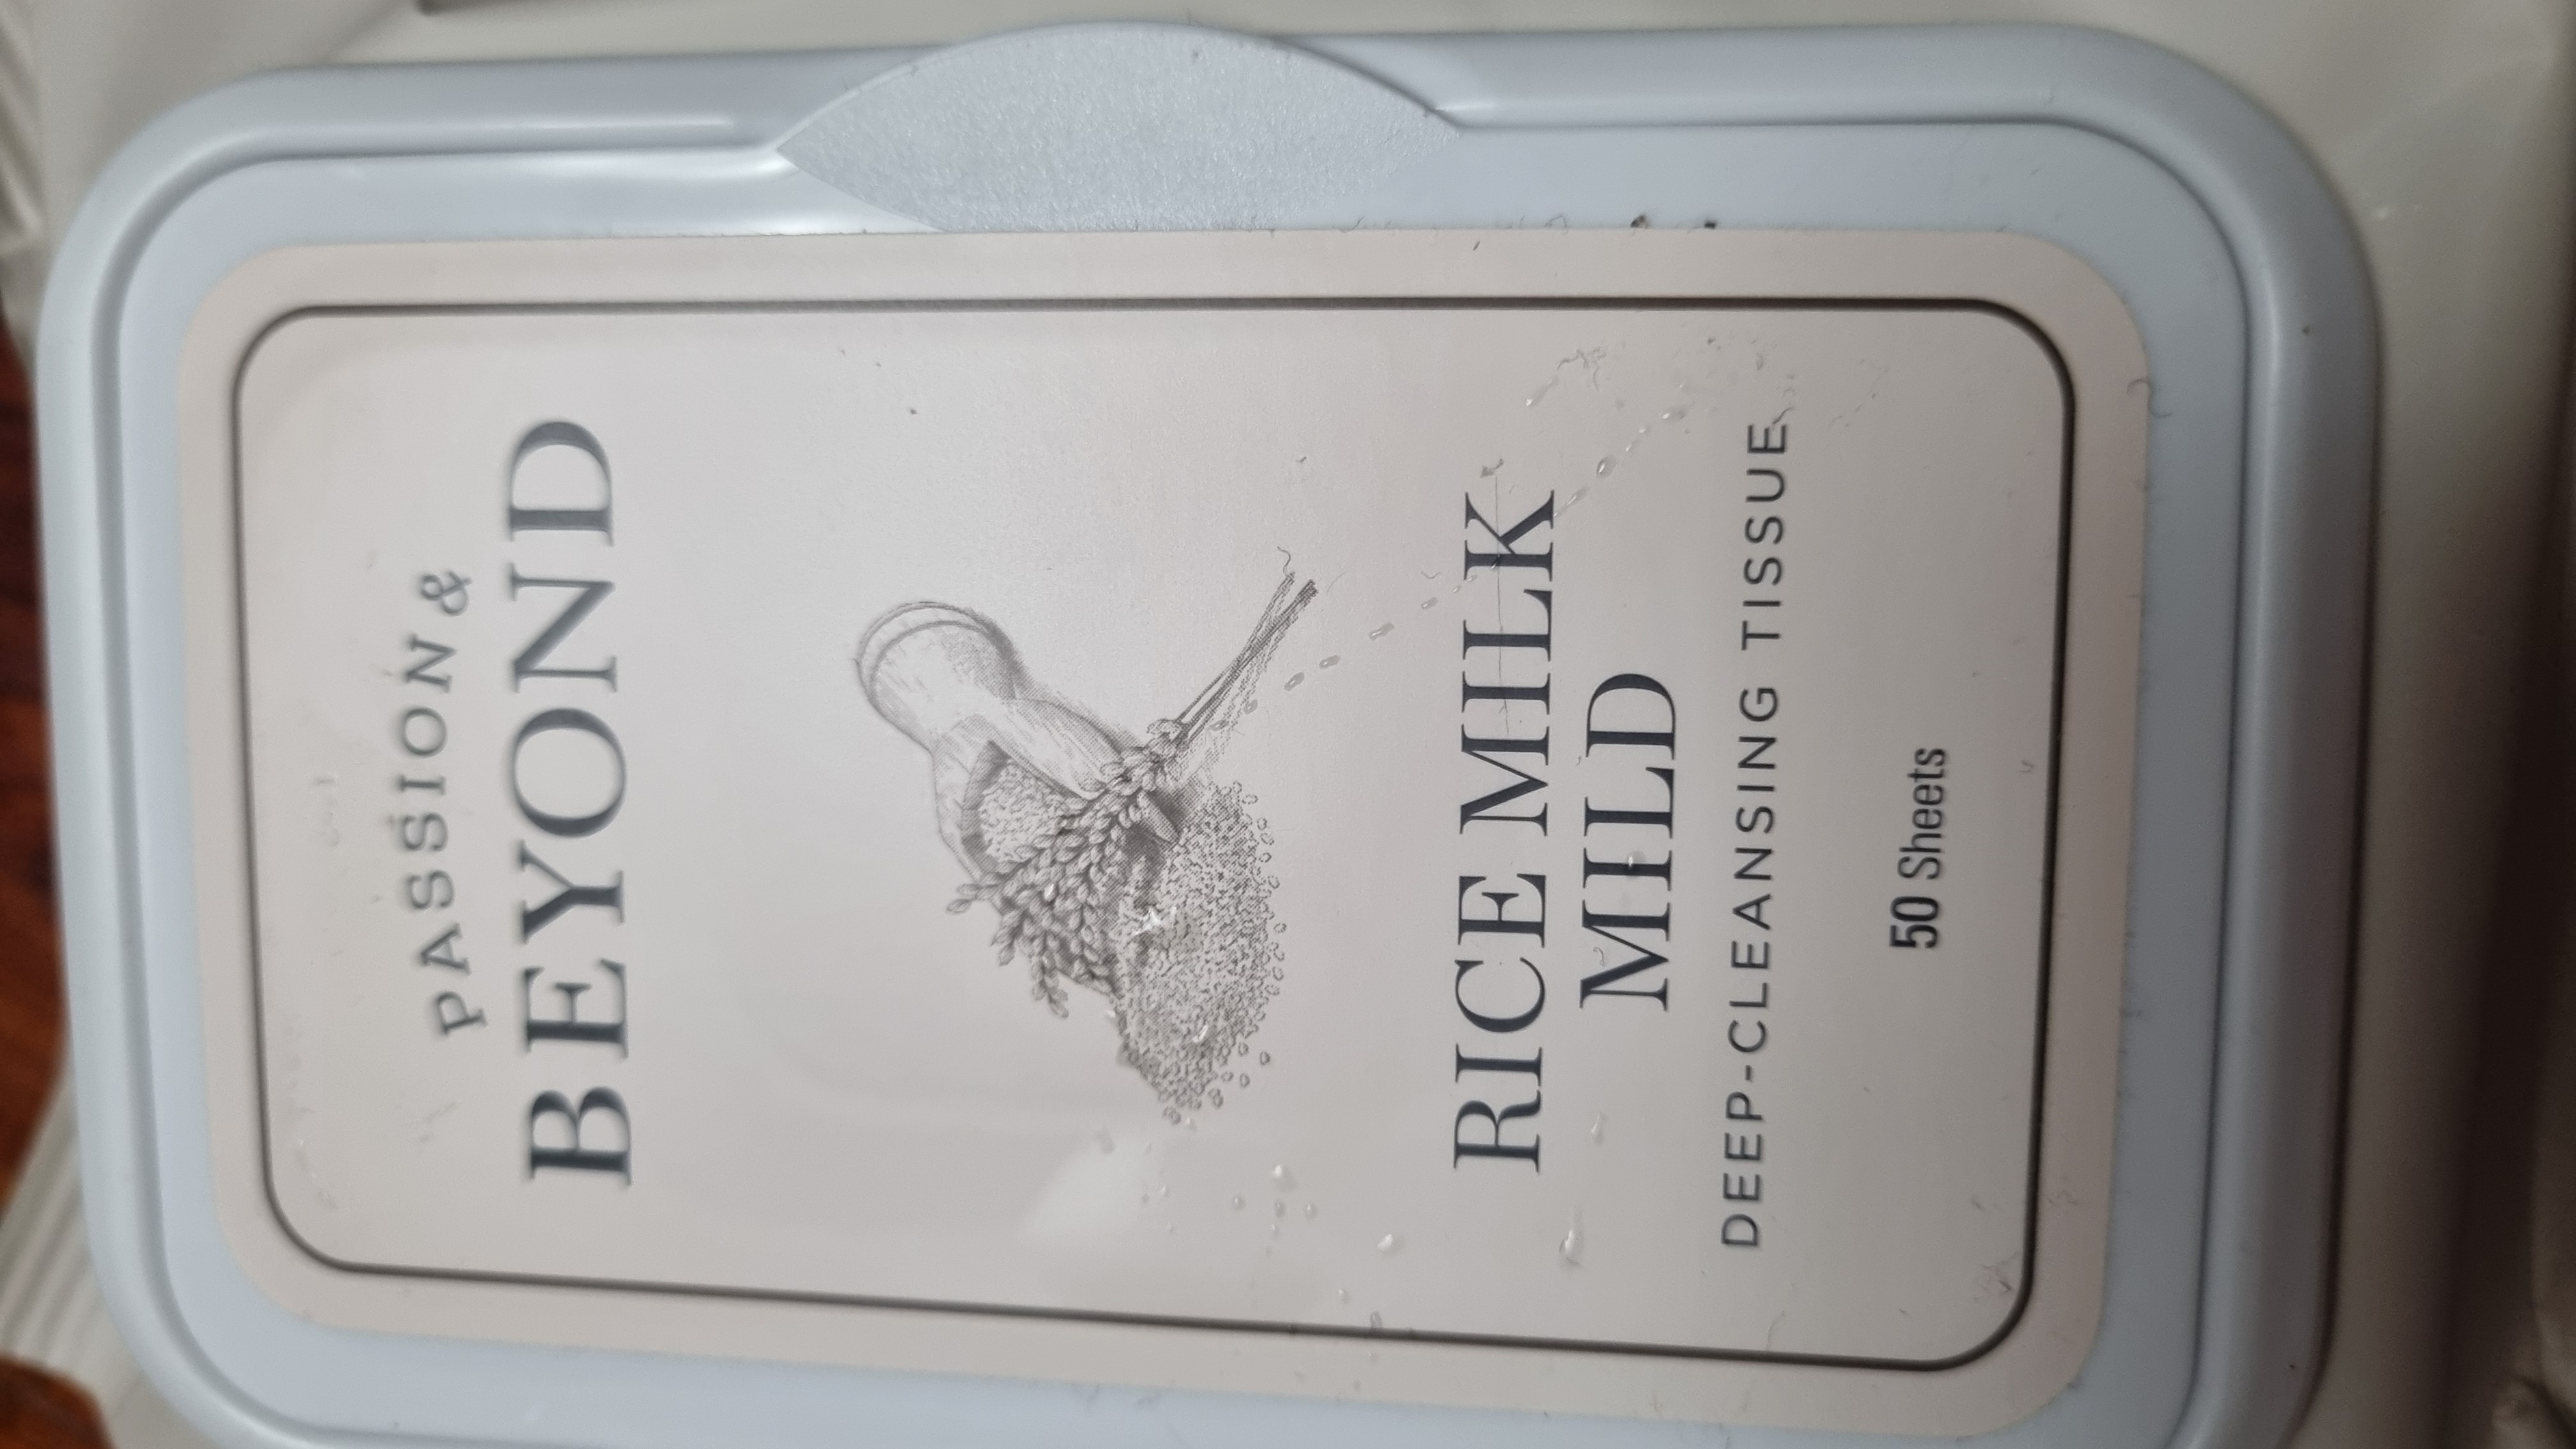 PASSION &
BEYOND
RICE MILK
MILD
DEEP-CLEANSING TISSUE
50 Sheets